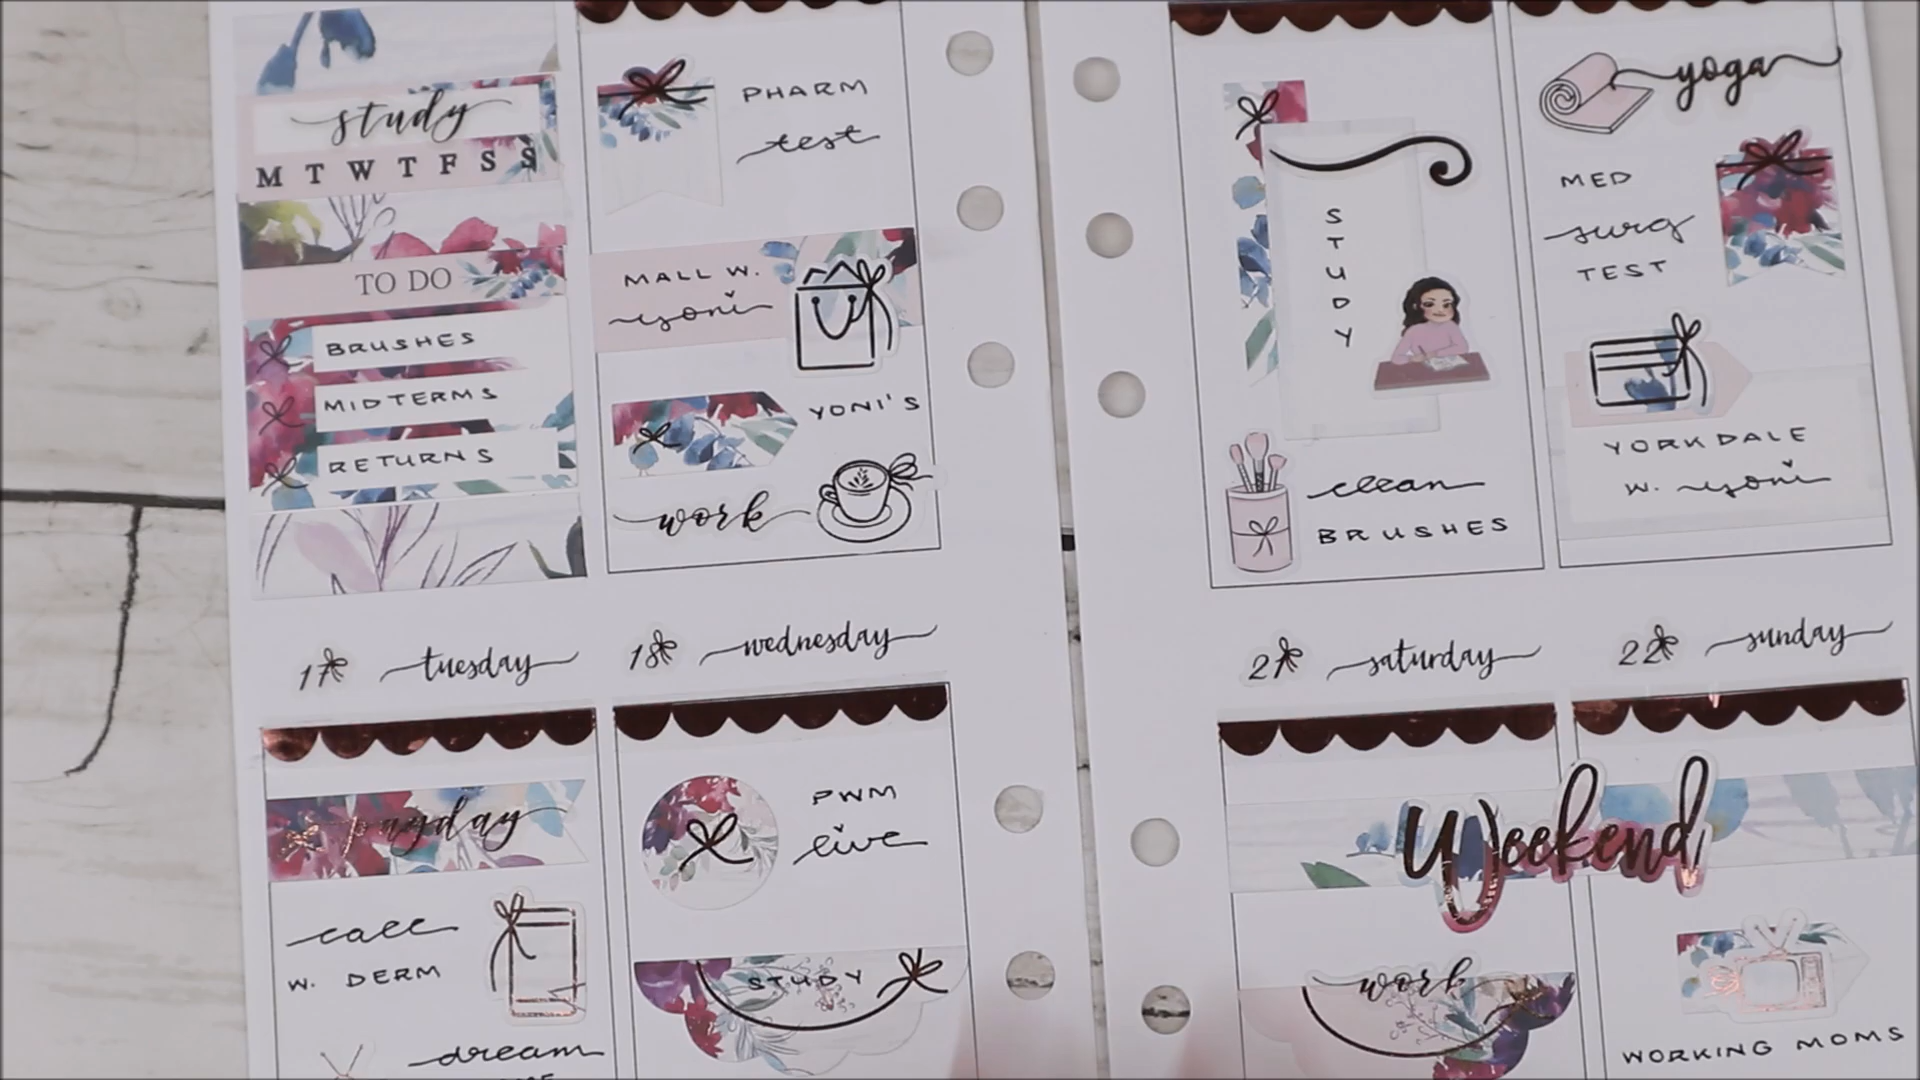 study
M T W T F S S
TO DO
BRUSHES
MIDTERMS
RETURNS
PHARM
test
MALL W.
yoni
YONI'S
work
STUDY
clean
BRUSHES
yoga
MED
surg
TEST
YORKDALE
W. yoni
17 tuesday
payday
call
W. DERM
dream
18 wednesday
PWM
live
STUDY
21 saturday
22 sunday
Weekend
work
WORKING MOMS